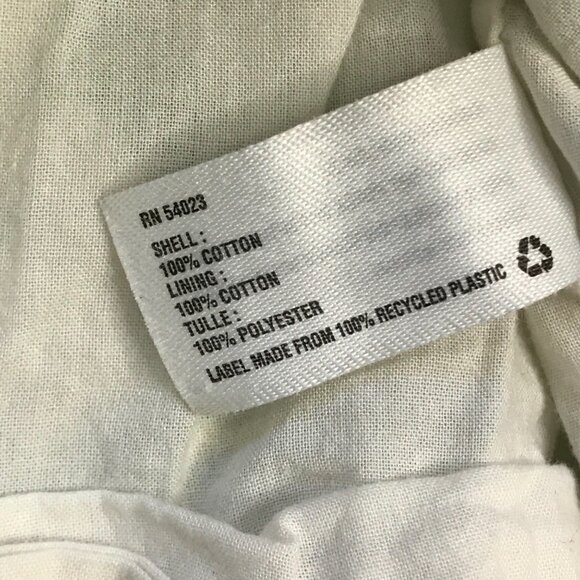 RN 54023
SHELL :
100% COTTON
LINING :
100% COTTON
TULLE :
100% POLYESTER
LABEL MADE FROM 100% RECYCLED PLASTIC